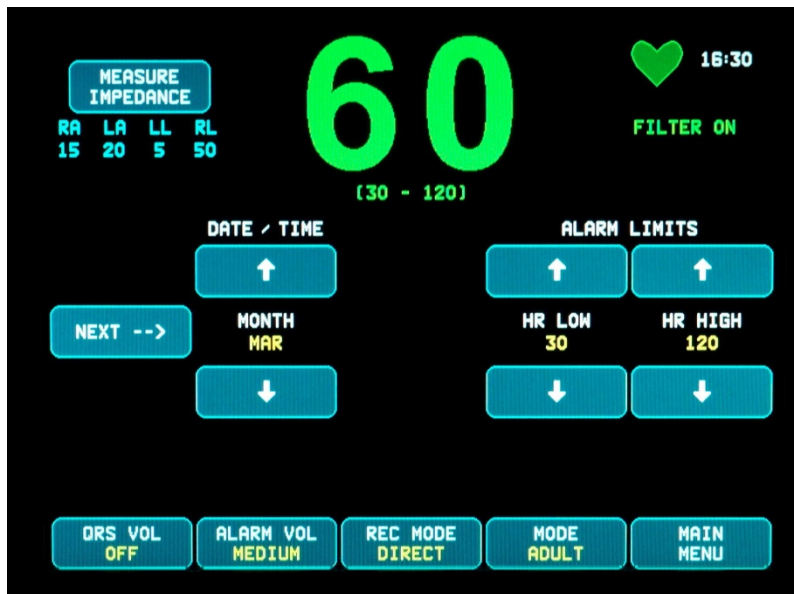 MEASURE
IMPEDANCE
RA LA LL RL
15 20 5 50
60
(30 - 120)
16:30
FILTER ON
DATE / TIME
ALARM LIMITS
NEXT -->
MONTH
MAR
HR LOW
30
HR HIGH
120
QRS VOL
OFF
ALARM VOL
MEDIUM
REC MODE
DIRECT
MODE
ADULT
MAIN
MENU